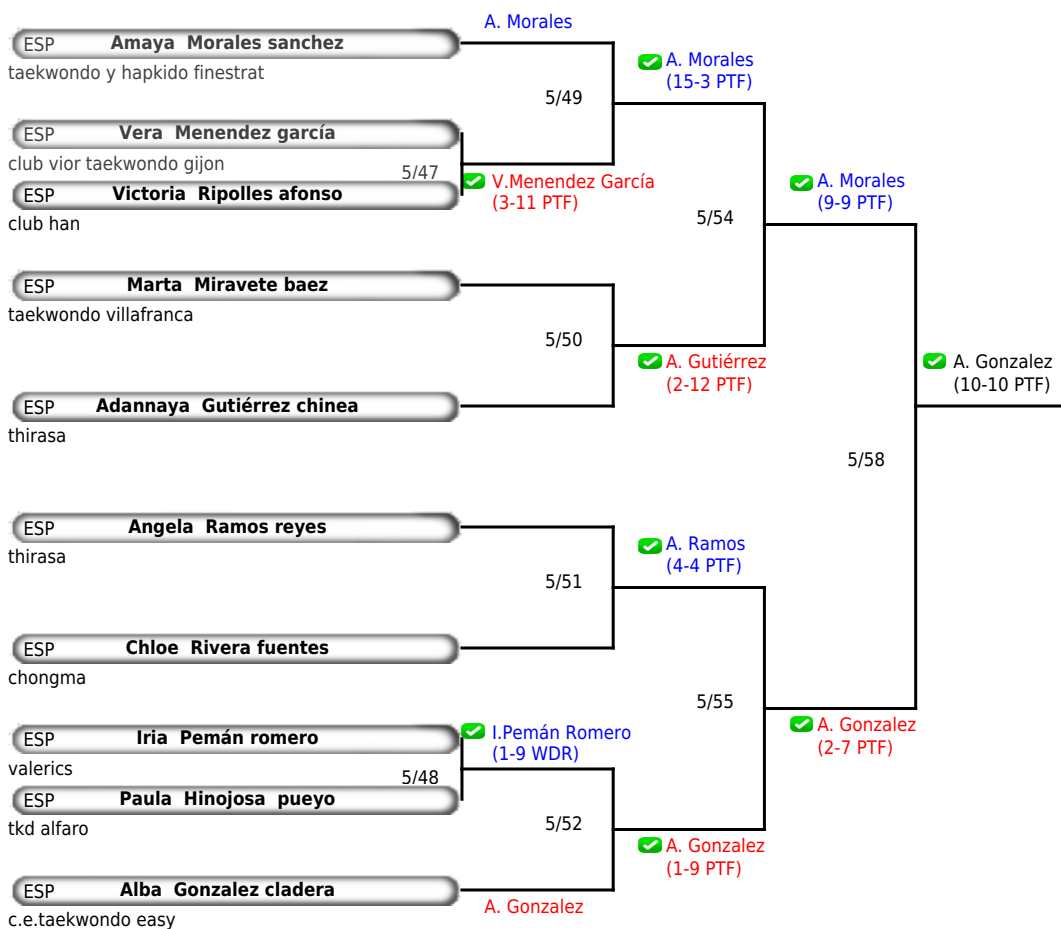 A. Morales
ESP Amaya Morales sanchez
taekwondo y hapkido finestrat
A. Morales
(15-3 PTF)
5/49
ESP Vera Menendez garcía
club vior taekwondo gijon
5/47
ESP Victoria Ripolles afonso
club han
V.Menendez García
(3-11 PTF)
A. Morales
(9-9 PTF)
5/54
ESP Marta Miravete baez
taekwondo villafranca
5/50
A. Gutiérrez
(2-12 PTF)
A. Gonzalez
(10-10 PTF)
ESP Adannaya Gutiérrez chinea
thirasa
5/58
ESP Angela Ramos reyes
thirasa
A. Ramos
(4-4 PTF)
5/51
ESP Chloe Rivera fuentes
chongma
5/55
ESP Iria Pemán romero
valerics
I.Pemán Romero
(1-9 WDR)
A. Gonzalez
(2-7 PTF)
5/48
ESP Paula Hinojosa pueyo
tkd alfaro
5/52
A. Gonzalez
(1-9 PTF)
ESP Alba Gonzalez cladera
c.e.taekwondo easy
A. Gonzalez